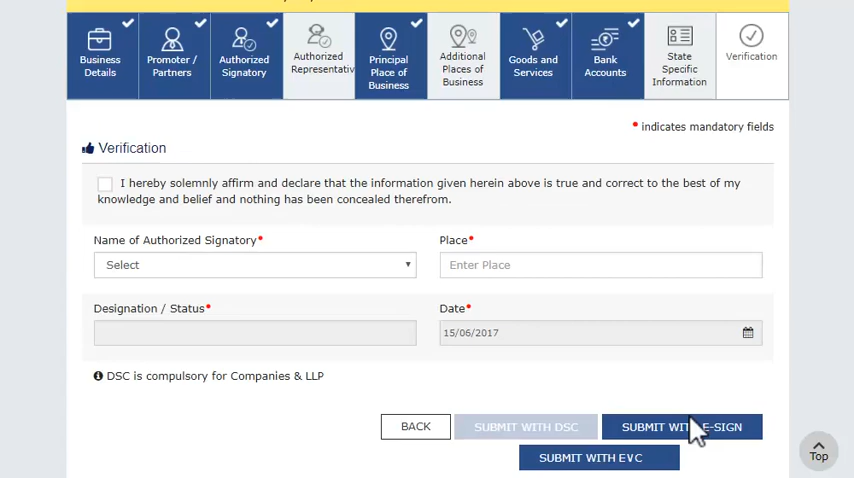 Business
Details
Promoter /
Partners
Authorized
Signatory
Authorized
Representativ
Principal
Place of
Business
Additional
Places of
Business
Goods and
Services
Bank
Accounts
State
Specific
Information
Verification
• indicates mandatory fields
Verification
I hereby solemnly affirm and declare that the information given herein above is true and correct to the best of my
knowledge and belief and nothing has been concealed therefrom.
Name of Authorized Signatory•
Place•
Select
Enter Place
Designation / Status•
Date•
15/06/2017
DSC is compulsory for Companies & LLP
BACK
SUBMIT WITH DSC
SUBMIT WITH E-SIGN
SUBMIT WITH EVC
Top